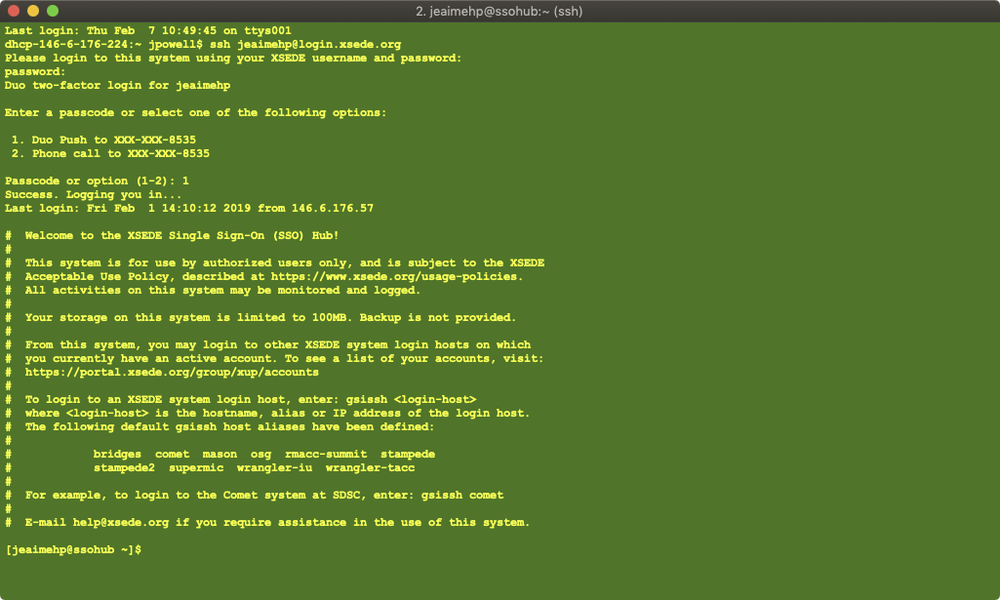 2. jeaimehp@ssohub:~ (ssh)
Last login: Thu Feb  7 10:49:45 on ttys001
dhcp-146-6-176-224:~ jpowell$ ssh jeaimehp@login.xsede.org
Please login to this system using your XSEDE username and password:
password:
Duo two-factor login for jeaimehp
Enter a passcode or select one of the following options:
 1. Duo Push to XXX-XXX-8535
 2. Phone call to XXX-XXX-8535
Passcode or option (1-2): 1
Success. Logging you in...
Last login: Fri Feb  1 14:10:12 2019 from 146.6.176.57
#  Welcome to the XSEDE Single Sign-On (SSO) Hub!
#
#  This system is for use by authorized users only, and is subject to the XSEDE
#  Acceptable Use Policy, described at https://www.xsede.org/usage-policies.
#  All activities on this system may be monitored and logged.
#
#  Your storage on this system is limited to 100MB. Backup is not provided.
#
#  From this system, you may login to other XSEDE system login hosts on which
#  you currently have an active account. To see a list of your accounts, visit:
#  https://portal.xsede.org/group/xup/accounts
#
#  To login to an XSEDE system login host, enter: gsissh <login-host>
#  where <login-host> is the hostname, alias or IP address of the login host.
#  The following default gsissh host aliases have been defined:
#
#            bridges  comet  mason  osg  rmacc-summit  stampede
#            stampede2  supermic  wrangler-iu  wrangler-tacc
#
#  For example, to login to the Comet system at SDSC, enter: gsissh comet
#
#  E-mail help@xsede.org if you require assistance in the use of this system.
[jeaimehp@ssohub ~]$